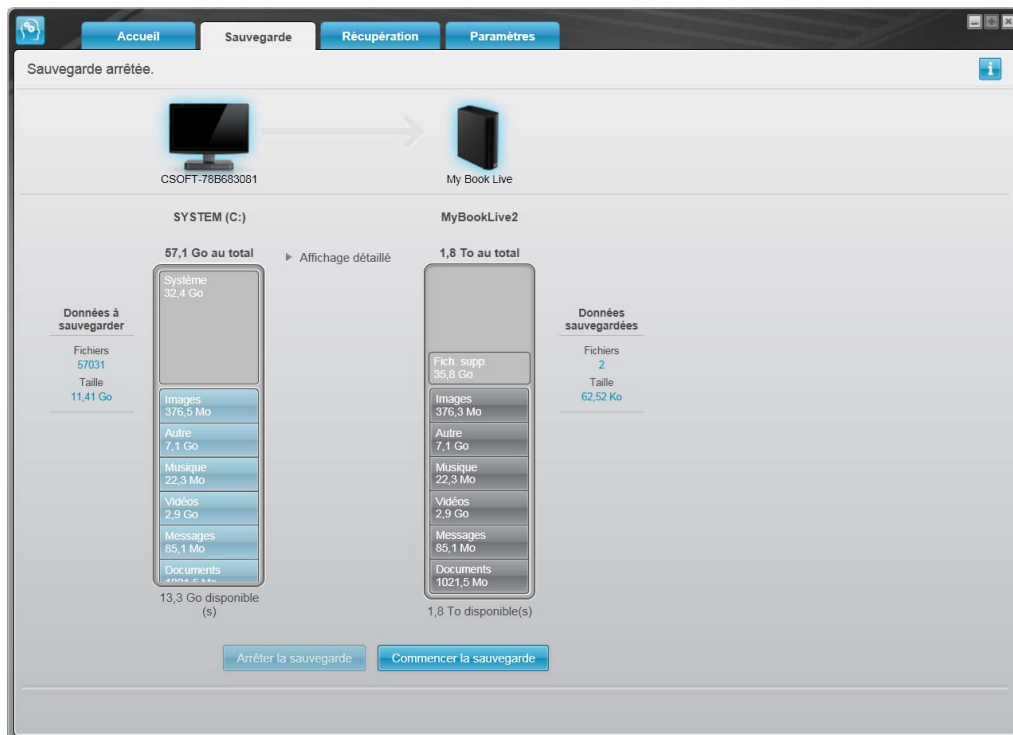 Accueil
Sauvegarde
Récupération
Paramètres
Sauvegarde arrêtée.
CSOFT-78B683081
My Book Live
SYSTEM (C:)
MyBookLive2
57,1 Go au total
Affichage détaillé
1,8 To au total
Système
32,4 Go
Données à
sauvegarder
Fichiers
57031
Taille
11,41 Go
Images
376,5 Mo
Autre
7,1 Go
Musique
22,3 Mo
Vidéos
2,9 Go
Messages
85,1 Mo
Documents
1021,5 Mo
13,3 Go disponible
(s)
Fich. supp.
35,8 Go
Images
376,3 Mo
Autre
7,1 Go
Musique
22,3 Mo
Vidéos
2,9 Go
Messages
85,1 Mo
Documents
1021,5 Mo
1,8 To disponible(s)
Données
sauvegardées
Fichiers
2
Taille
62,52 Ko
Arrêter la sauvegarde
Commencer la sauvegarde